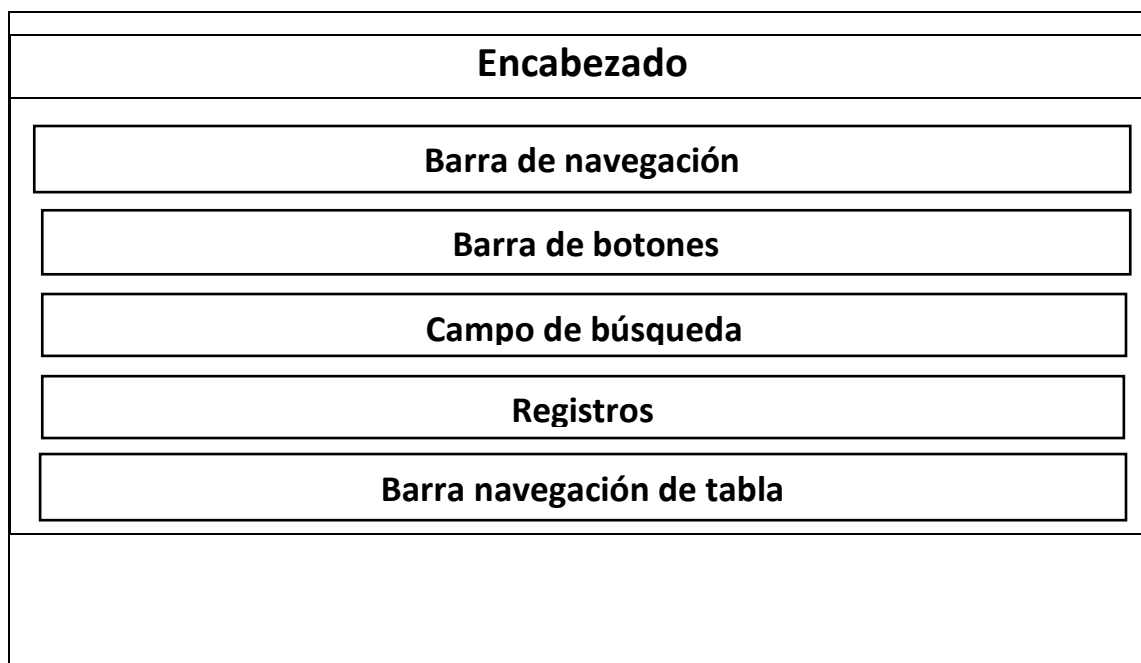 Encabezado
Barra de navegación
Barra de botones
Campo de búsqueda
Registros
Barra navegación de tabla